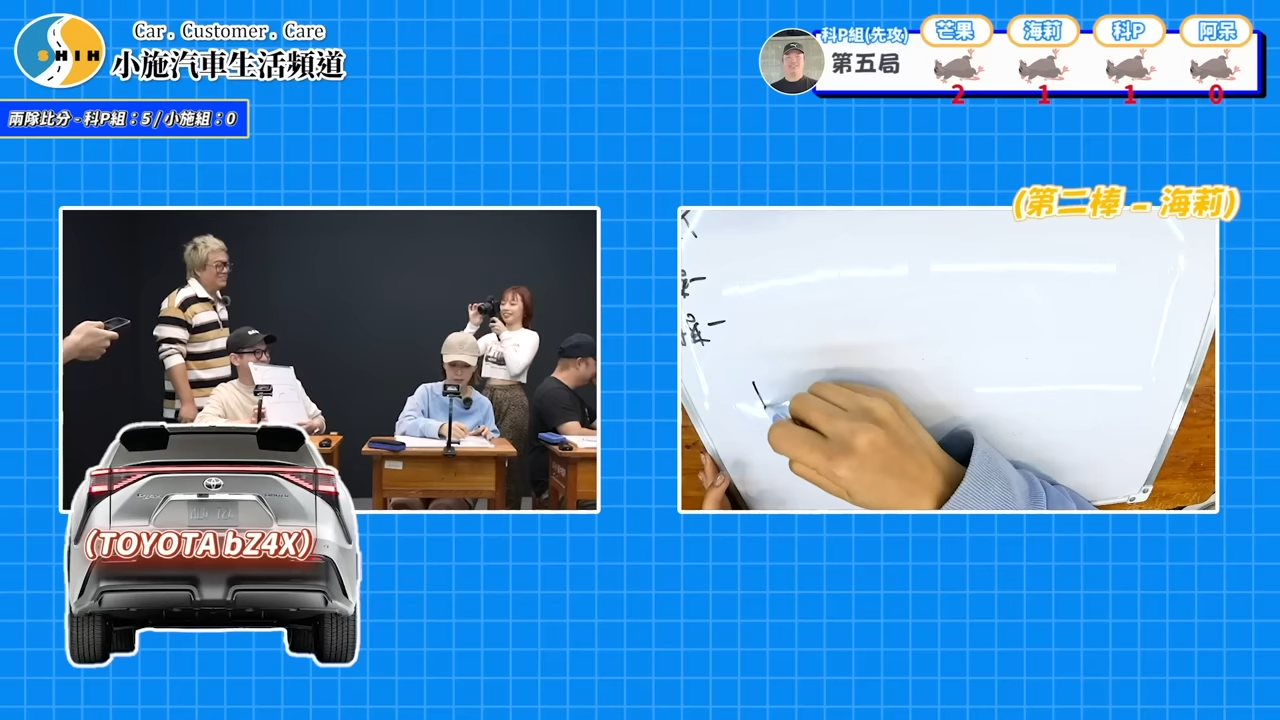 Car . Customer . Care
SHIH
小施汽車生活頻道
兩隊比分 - 科P組：5 / 小施組：0
科P組(先攻)
第五局
芒果
海莉
科P
阿呆
2
1
1
0
(第二棒 - 海莉)
(TOYOTA bZ4X)